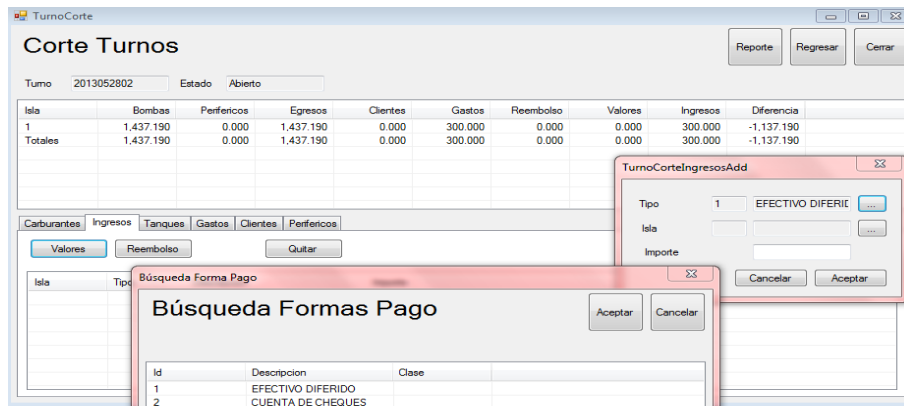 TurnoCorte
Corte Turnos
Reporte Regresar Cerrar
Turno 2013052802 Estado Abierto
Isla Bombas Perifericos Egresos Clientes Gastos Reembolso Valores Ingresos Diferencia
1 1,437.190 0.000 1,437.190 0.000 300.000 0.000 0.000 300.000 -1,137.190
Totales 1,437.190 0.000 1,437.190 0.000 300.000 0.000 0.000 300.000 -1,137.190
TurnoCorteIngresosAdd
Tipo 1 EFECTIVO DIFERID ...
Isla ...
Importe
Cancelar Aceptar
Carburantes Ingresos Tanques Gastos Clientes Perifericos
Valores Reembolso Quitar
Isla Tipo
Búsqueda Forma Pago
Búsqueda Formas Pago
Aceptar Cancelar
Id Descripcion Clase
1 EFECTIVO DIFERIDO
2 CUENTA DE CHEQUES